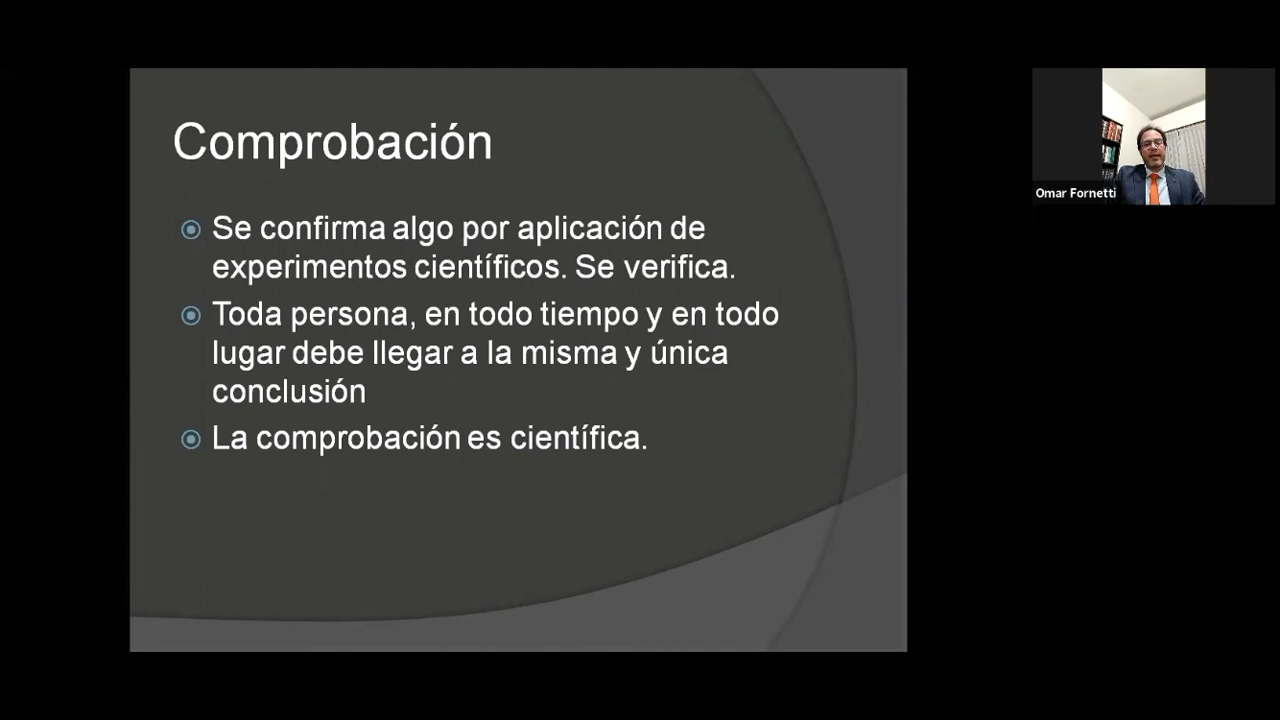 Comprobación
Se confirma algo por aplicación de
experimentos científicos. Se verifica.
Toda persona, en todo tiempo y en todo
lugar debe llegar a la misma y única
conclusión
La comprobación es científica.
Omar Fornetti